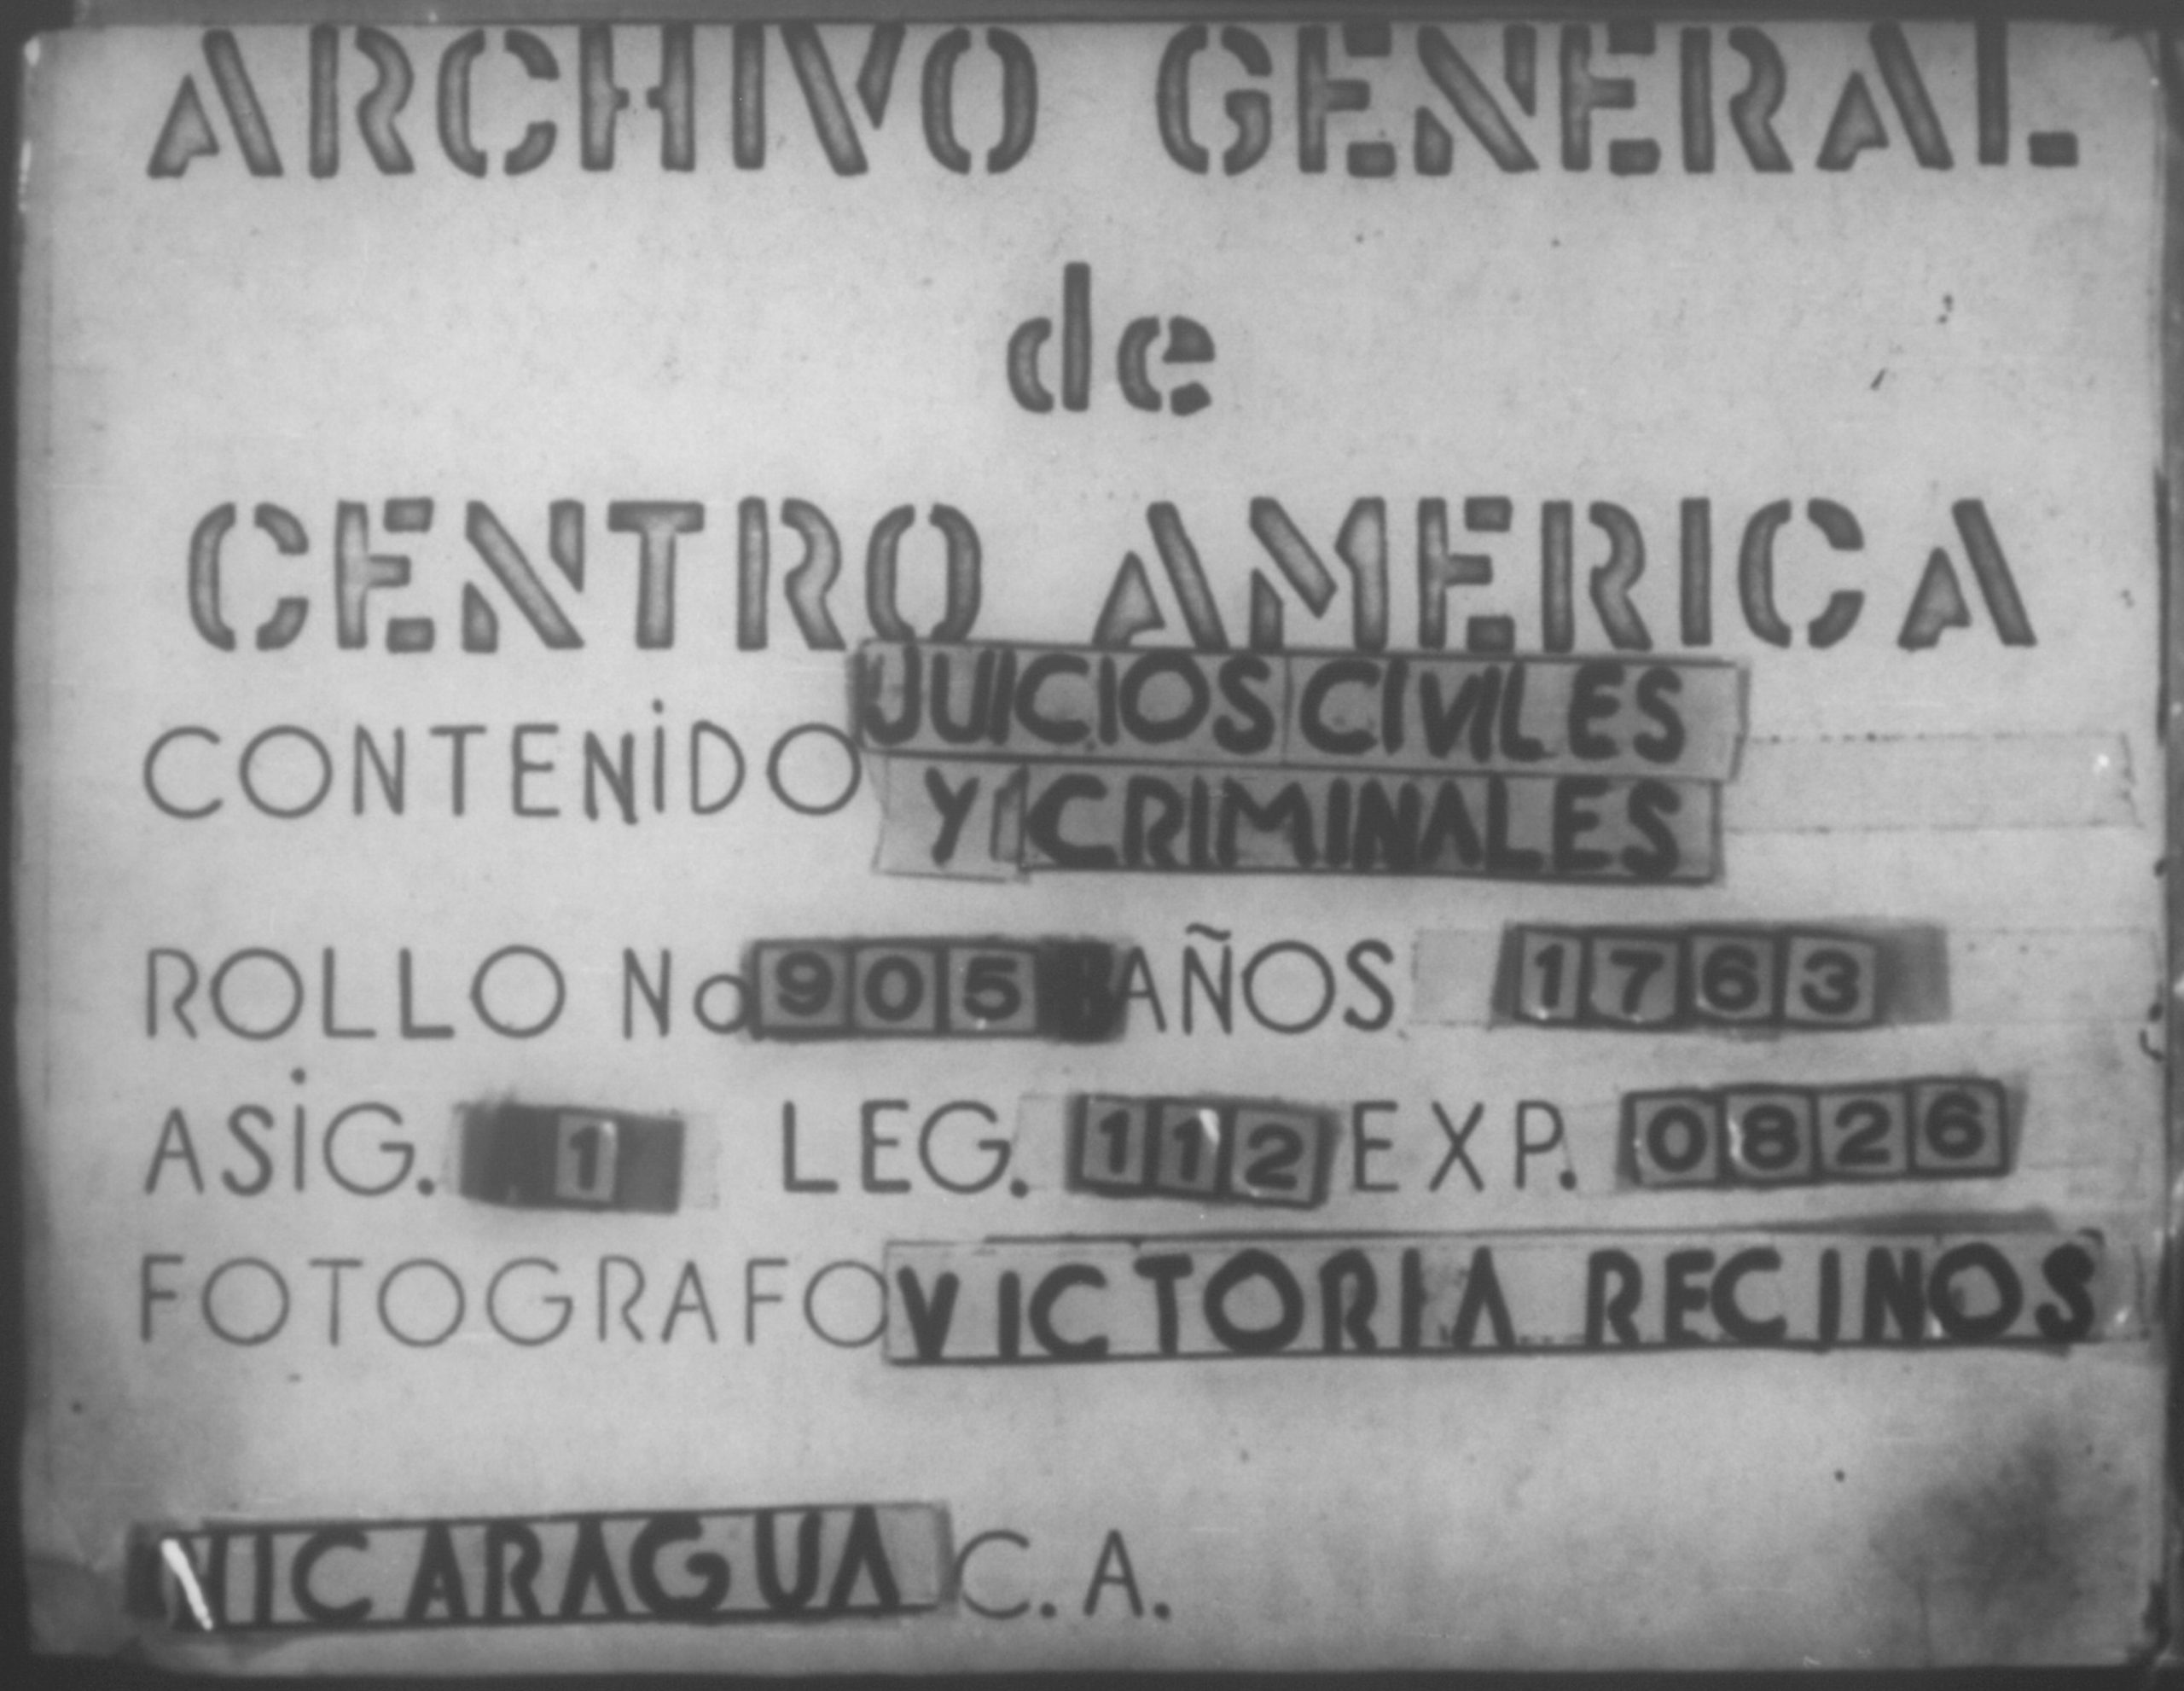 ARCHIVO GENERAL
de
CENTRO AMERICA
CONTENIDO JUICIOS CIVILES
Y CRIMINALES
ROLLO No 905 AÑOS 1763
ASIG. 1 LEG. 112 EXP. 0826
FOTOGRAFO VICTORIA RECINOS
NICARAGUA C.A.